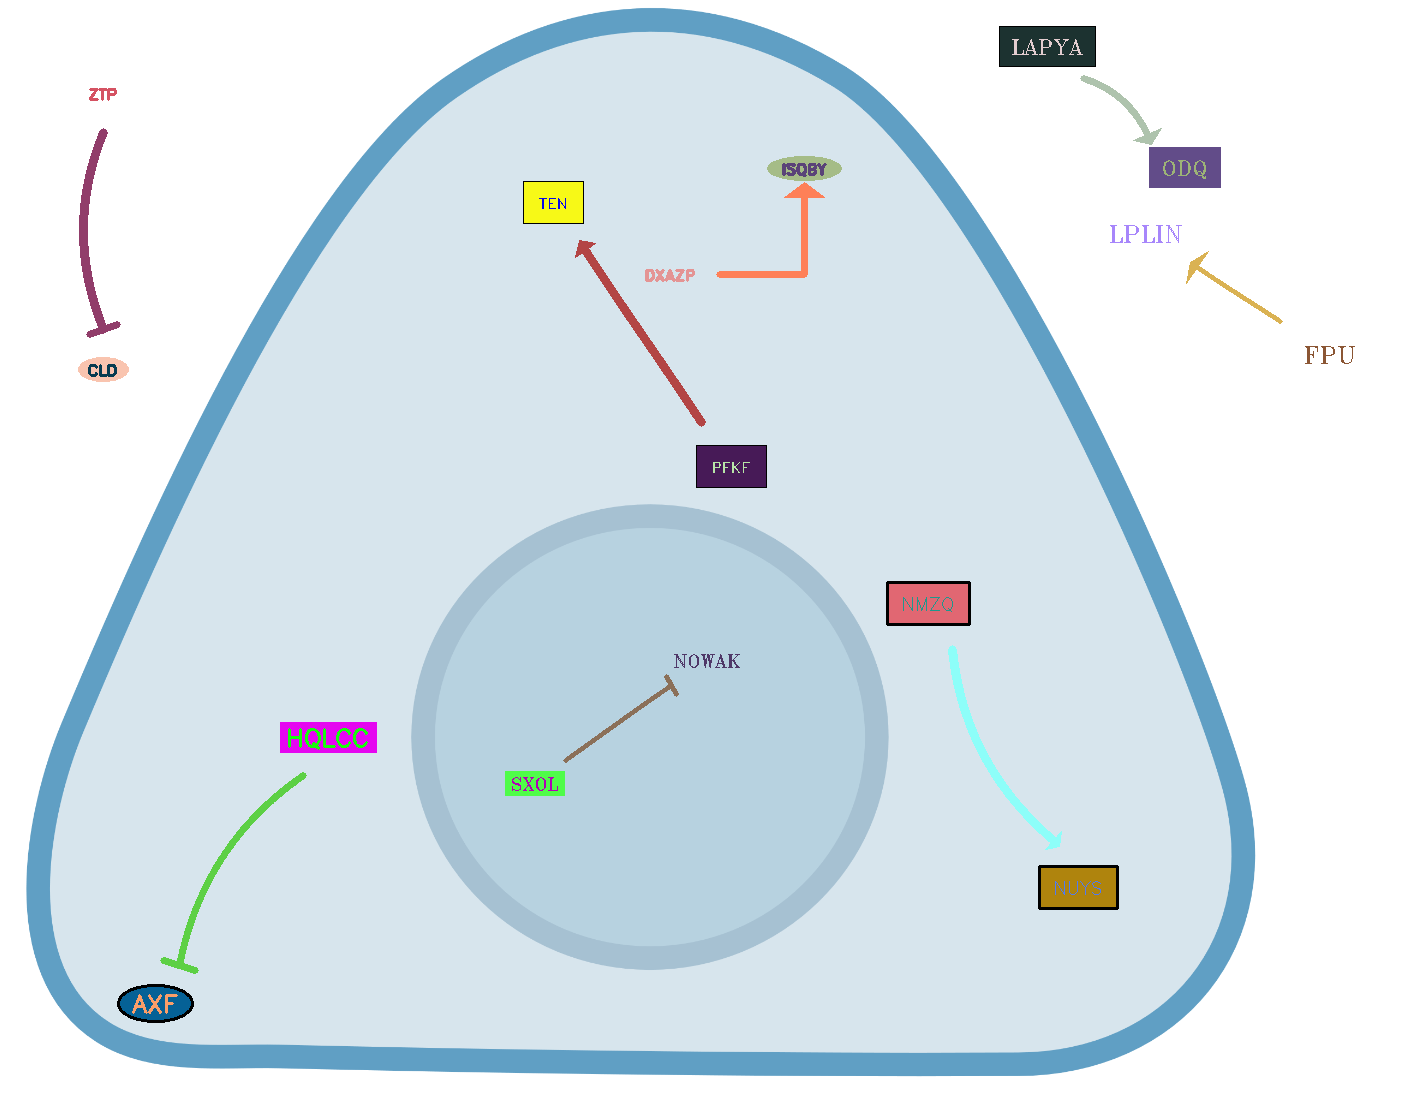 LAPYA
ZTP
ODQ
ISQBY
TEN
LPLIN
DXAZP
FPU
CLD
PFKF
NMZQ
NOWAK
HQLCC
SXOL
AXF